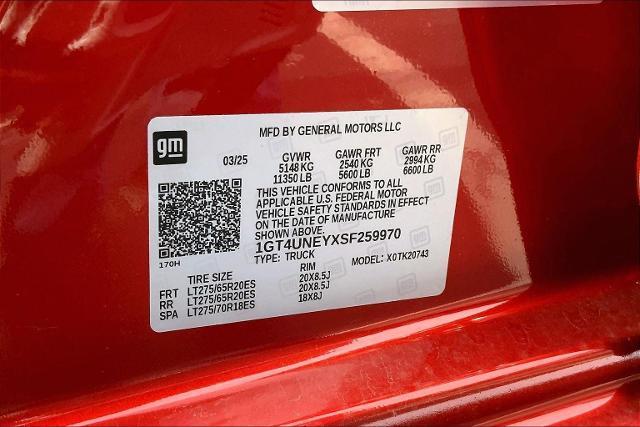 gm
MFD BY GENERAL MOTORS LLC
03/25 GVWR GAWR FRT GAWR RR
5148 KG 2540 KG 2994 KG
11350 LB 5600 LB 6600 LB
THIS VEHICLE CONFORMS TO ALL
APPLICABLE U.S. FEDERAL MOTOR
VEHICLE SAFETY STANDARDS IN EFFECT
ON THE DATE OF MANUFACTURE
SHOWN ABOVE.
1GT4UNEYXSF259970
170H
TYPE: TRUCK MODEL: X0TK20743
TIRE SIZE RIM
FRT LT275/65R20ES 20X8.5J
RR LT275/65R20ES 20X8.5J
SPA LT275/70R18ES 18X8J